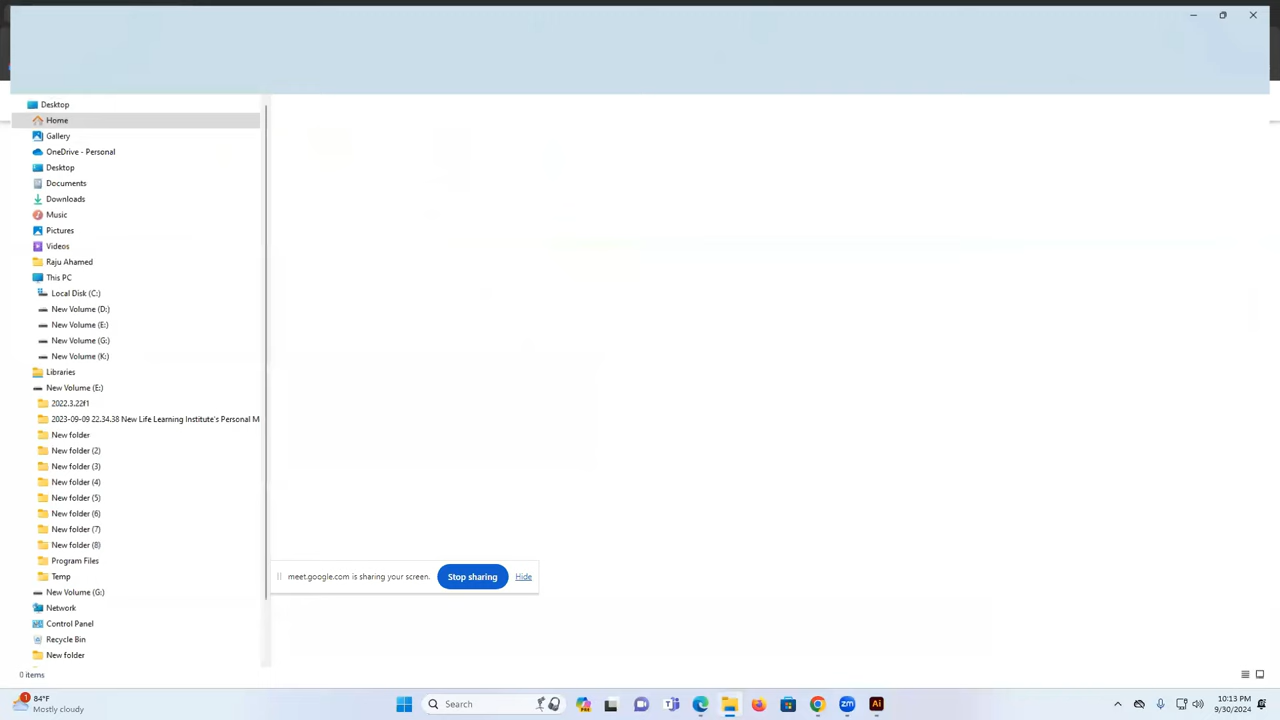 Desktop
Home
Gallery
OneDrive - Personal
Desktop
Documents
Downloads
Music
Pictures
Videos
Raju Ahamed
This PC
Local Disk (C:)
New Volume (D:)
New Volume (E:)
New Volume (G:)
New Volume (K:)
Libraries
New Volume (E:)
2022.3.22f1
2023-09-09 22.34.38 New Life Learning Institute's Personal M
New folder
New folder (2)
New folder (3)
New folder (4)
New folder (5)
New folder (6)
New folder (7)
New folder (8)
Program Files
meet.google.com is sharing your screen. Stop sharing Hide
Temp
New Volume (G:)
Network
Control Panel
Recycle Bin
New folder
0 items
1 84°F
Mostly cloudy
Search
zm
Ai
10:13 PM
9/30/2024